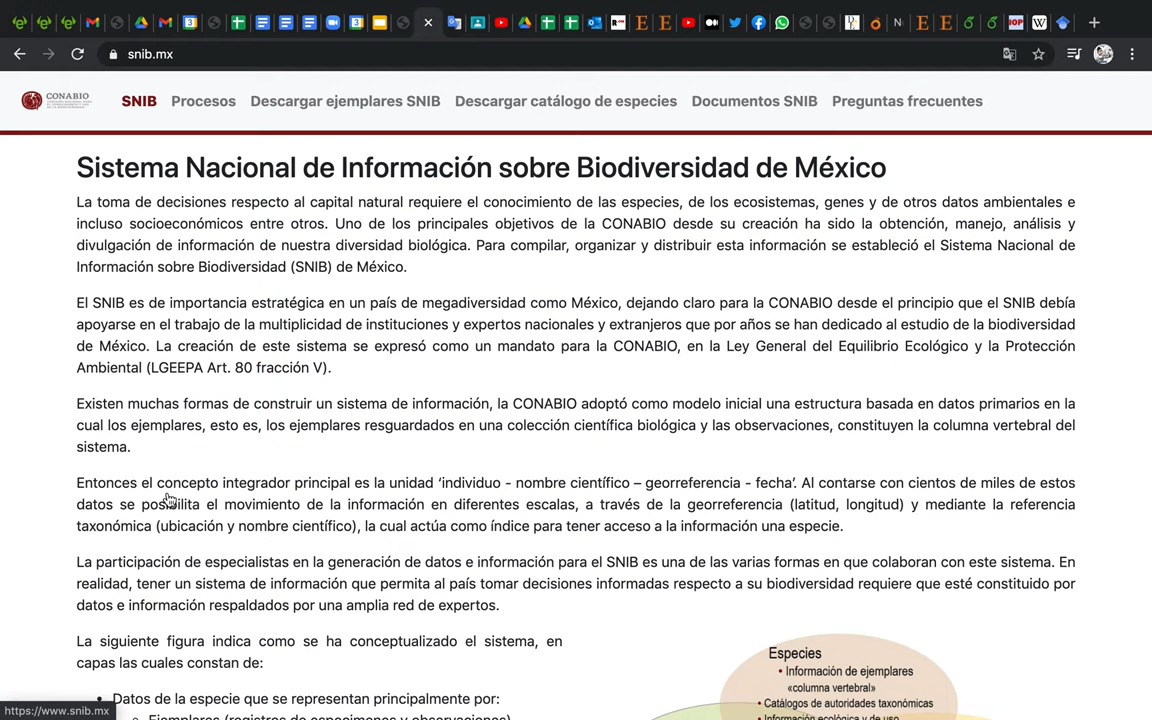 snib.mx
CONABIO
SNIB
Procesos
Descargar ejemplares SNIB
Descargar catálogo de especies
Documentos SNIB
Preguntas frecuentes
Sistema Nacional de Información sobre Biodiversidad de México
La toma de decisiones respecto al capital natural requiere el conocimiento de las especies, de los ecosistemas, genes y de otros datos ambientales e
incluso socioeconómicos entre otros. Uno de los principales objetivos de la CONABIO desde su creación ha sido la obtención, manejo, análisis y
divulgación de información de nuestra diversidad biológica. Para compilar, organizar y distribuir esta información se estableció el Sistema Nacional de
Información sobre Biodiversidad (SNIB) de México.
El SNIB es de importancia estratégica en un país de megadiversidad como México, dejando claro para la CONABIO desde el principio que el SNIB debía
apoyarse en el trabajo de la multiplicidad de instituciones y expertos nacionales y extranjeros que por años se han dedicado al estudio de la biodiversidad
de México. La creación de este sistema se expresó como un mandato para la CONABIO, en la Ley General del Equilibrio Ecológico y la Protección
Ambiental (LGEEPA Art. 80 fracción V).
Existen muchas formas de construir un sistema de información, la CONABIO adoptó como modelo inicial una estructura basada en datos primarios en la
cual los ejemplares, esto es, los ejemplares resguardados en una colección científica biológica y las observaciones, constituyen la columna vertebral del
sistema.
Entonces el concepto integrador principal es la unidad ‘individuo - nombre científico – georreferencia - fecha’. Al contarse con cientos de miles de estos
datos se posibilita el movimiento de la información en diferentes escalas, a través de la georreferencia (latitud, longitud) y mediante la referencia
taxonómica (ubicación y nombre científico), la cual actúa como índice para tener acceso a la información una especie.
La participación de especialistas en la generación de datos e información para el SNIB es una de las varias formas en que colaboran con este sistema. En
realidad, tener un sistema de información que permita al país tomar decisiones informadas respecto a su biodiversidad requiere que esté constituido por
datos e información respaldados por una amplia red de expertos.
La siguiente figura indica como se ha conceptualizado el sistema, en
capas las cuales constan de:
• Datos de la especie que se representan principalmente por:
Ejemplares (registros de especímenes y observaciones)
Especies
• Información de ejemplares
«columna vertebral»
• Catálogos de autoridades taxonómicas
• Información ecológica y de uso
https://www.snib.mx